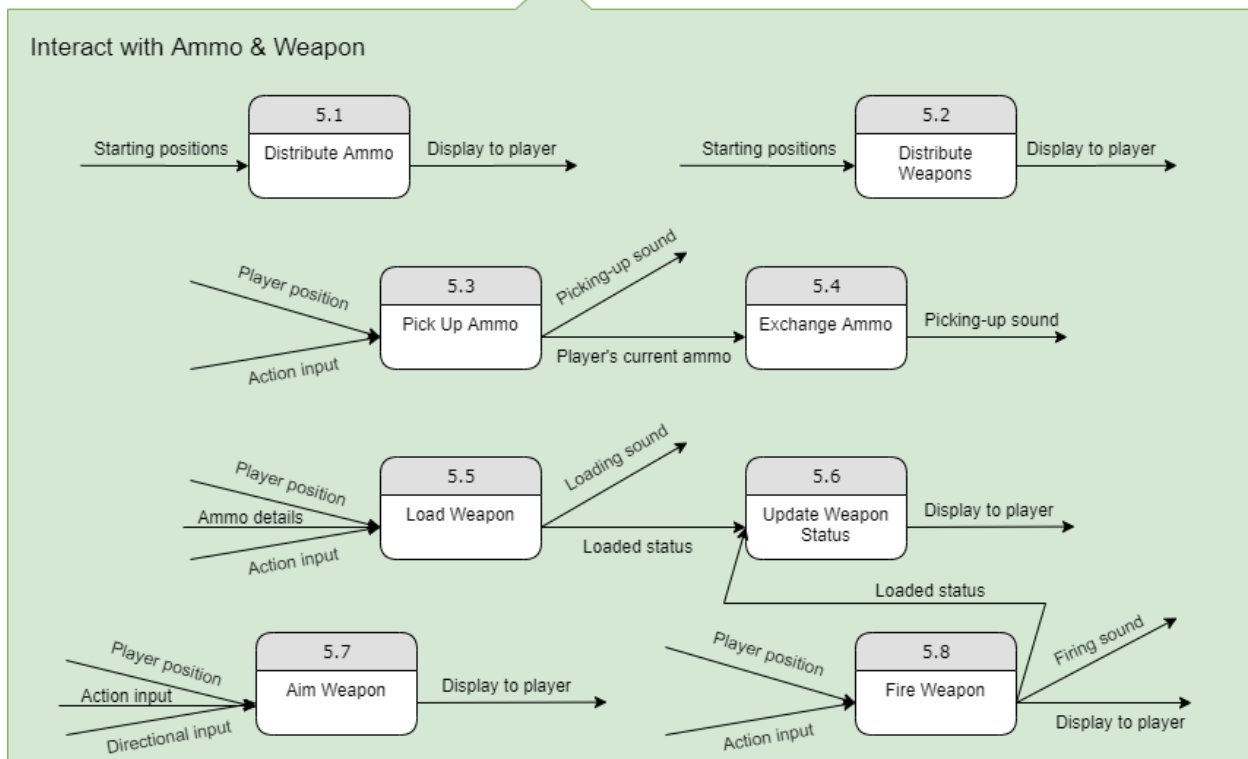 Interact with Ammo & Weapon
5.1
Starting positions
Distribute Ammo
Display to player
5.2
Starting positions
Distribute
Weapons
Display to player
Player position
Action input
5.3
Pick Up Ammo
Picking-up sound
Player's current ammo
5.4
Exchange Ammo
Picking-up sound
Player position
Ammo details
Action input
5.5
Load Weapon
Loading sound
Loaded status
5.6
Update Weapon
Status
Display to player
Loaded status
Player position
Action input
Directional input
5.7
Aim Weapon
Display to player
Player position
Action input
5.8
Fire Weapon
Firing sound
Display to player